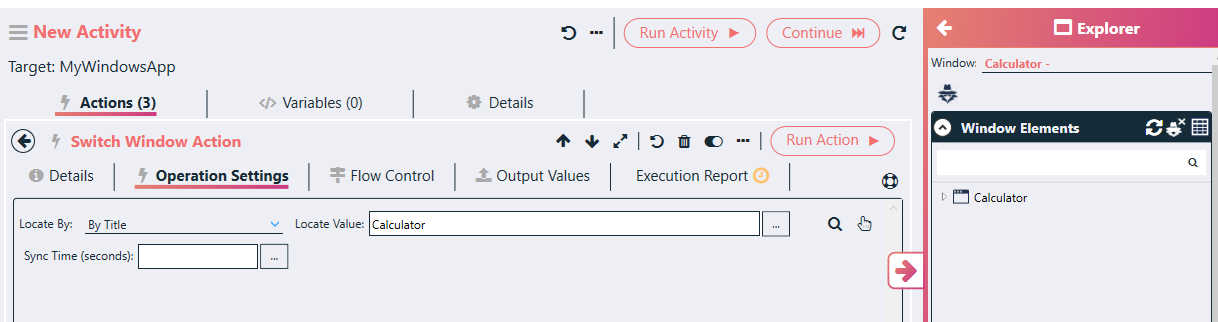 New Activity
Run Activity
Continue
Target: MyWindowsApp
Actions (3)
Variables (0)
Details
Switch Window Action
Run Action
Details
Operation Settings
Flow Control
Output Values
Execution Report
Locate By: By Title
Locate Value: Calculator ...
Sync Time (seconds): ...
Explorer
Window: Calculator -
Window Elements
Calculator